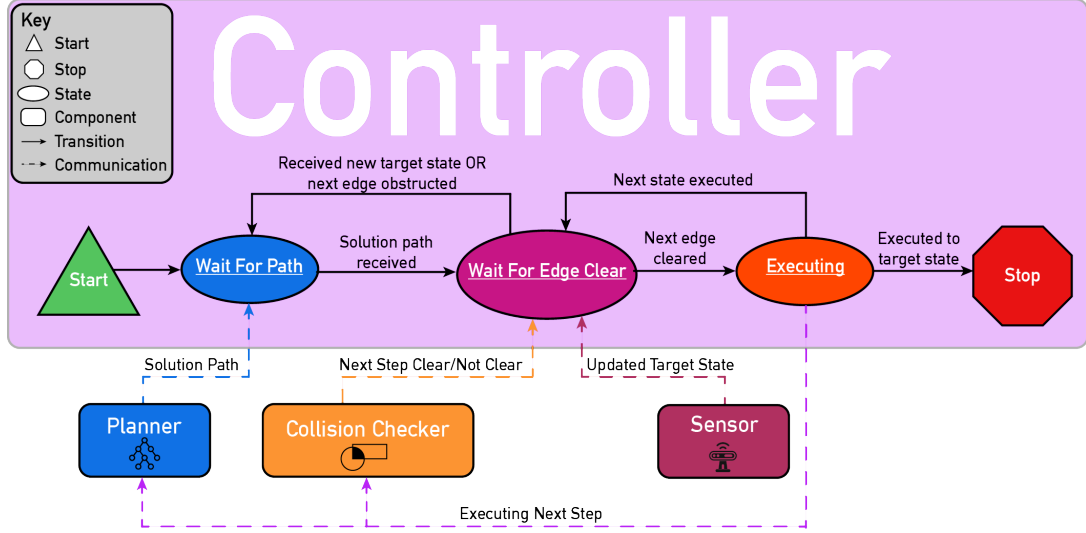 Controller
Key
Start
Stop
State
Component
Transition
Communication
Received new target state OR
next edge obstructed
Next state executed
Start
Wait For Path
Solution path
received
Wait For Edge Clear
Next edge
cleared
Executing
Executed to
target state
Stop
Solution Path
Next Step Clear/Not Clear
Updated Target State
Planner
Collision Checker
Sensor
Executing Next Step